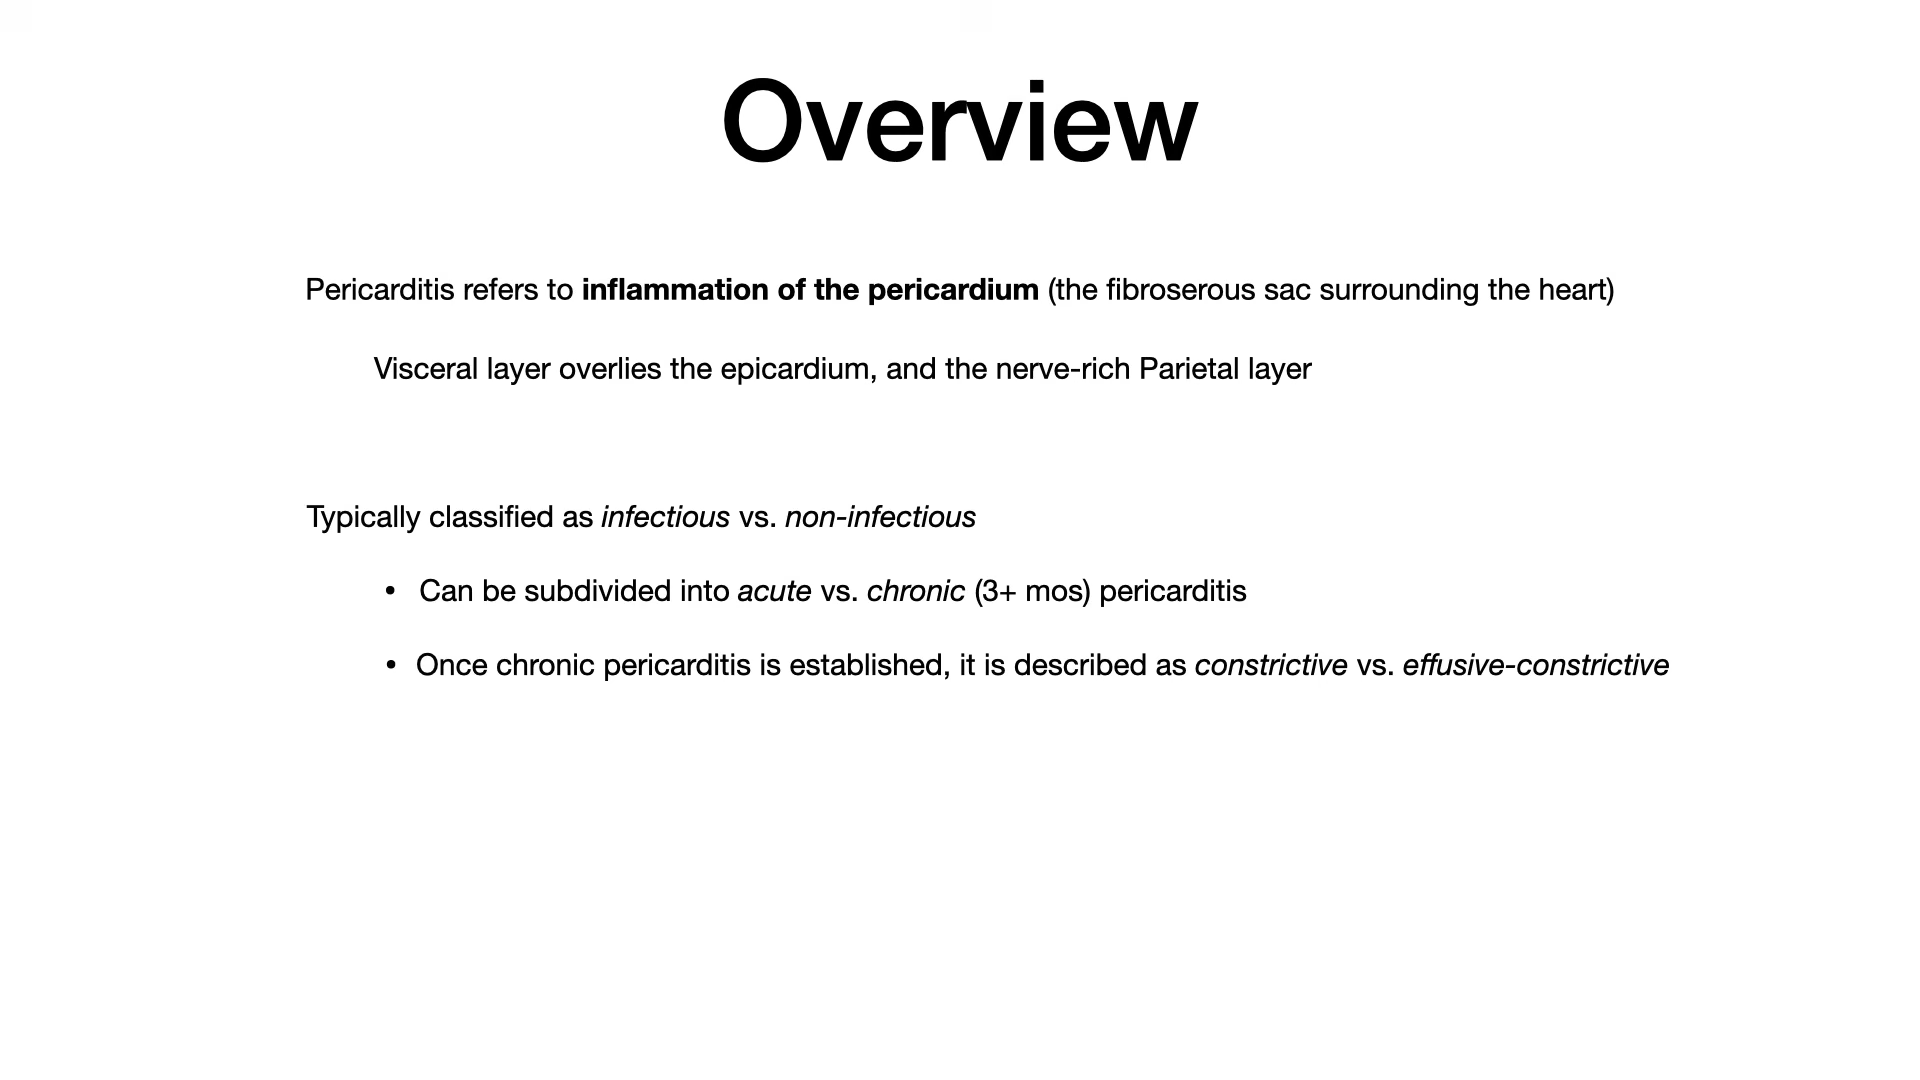 Overview
Pericarditis refers to inflammation of the pericardium (the fibroserous sac surrounding the heart)
Visceral layer overlies the epicardium, and the nerve-rich Parietal layer
Typically classified as infectious vs. non-infectious
• Can be subdivided into acute vs. chronic (3+ mos) pericarditis
• Once chronic pericarditis is established, it is described as constrictive vs. effusive-constrictive